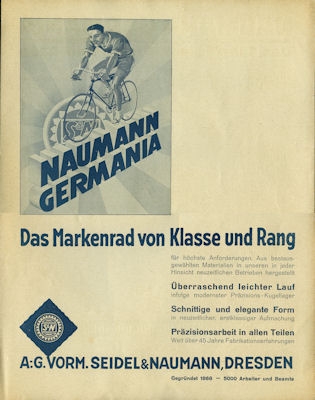 S&N
NAUMANN
GERMANIA
Das Markenrad von Klasse und Rang
für höchste Anforderungen. Aus bestaus-
gewählten Materialien in unseren in jeder
Hinsicht neuzeitlichen Betrieben hergestellt
Überraschend leichter Lauf
infolge modernster Präzisions-Kugellager
Schnittige und elegante Form
in neuzeitlicher, erstklassiger Aufmachung
Präzisionsarbeit in allen Teilen
Weit über 45 Jahre Fabrikationserfahrungen
S&N
A:G. VORM. SEIDEL & NAUMANN, DRESDEN
Gegründet 1868 — 5000 Arbeiter und Beamte